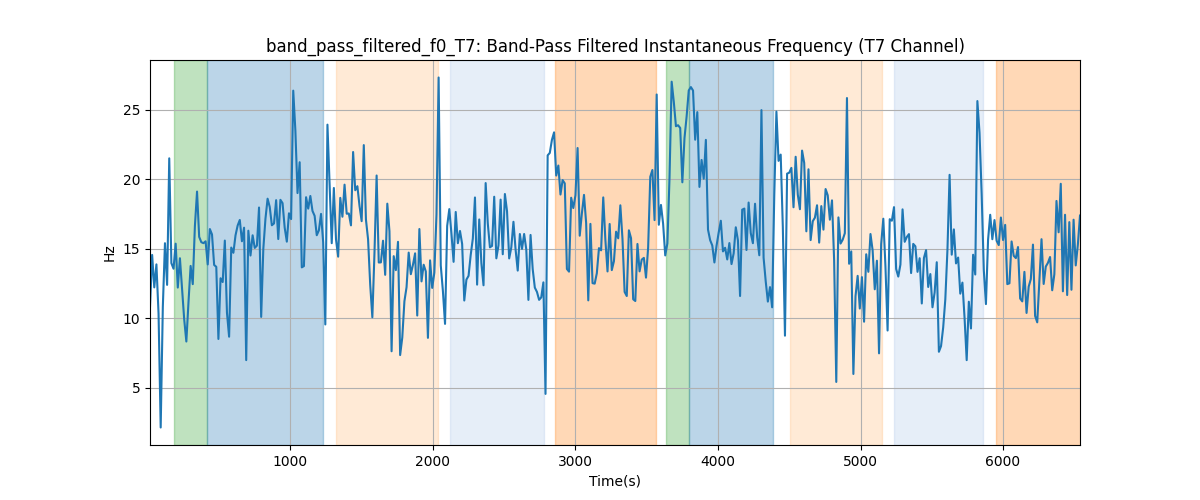 band_pass_filtered_f0_T7: Band-Pass Filtered Instantaneous Frequency (T7 Channel)
25
20
15
10
5
Hz
1000 2000 3000 4000 5000 6000
Time(s)